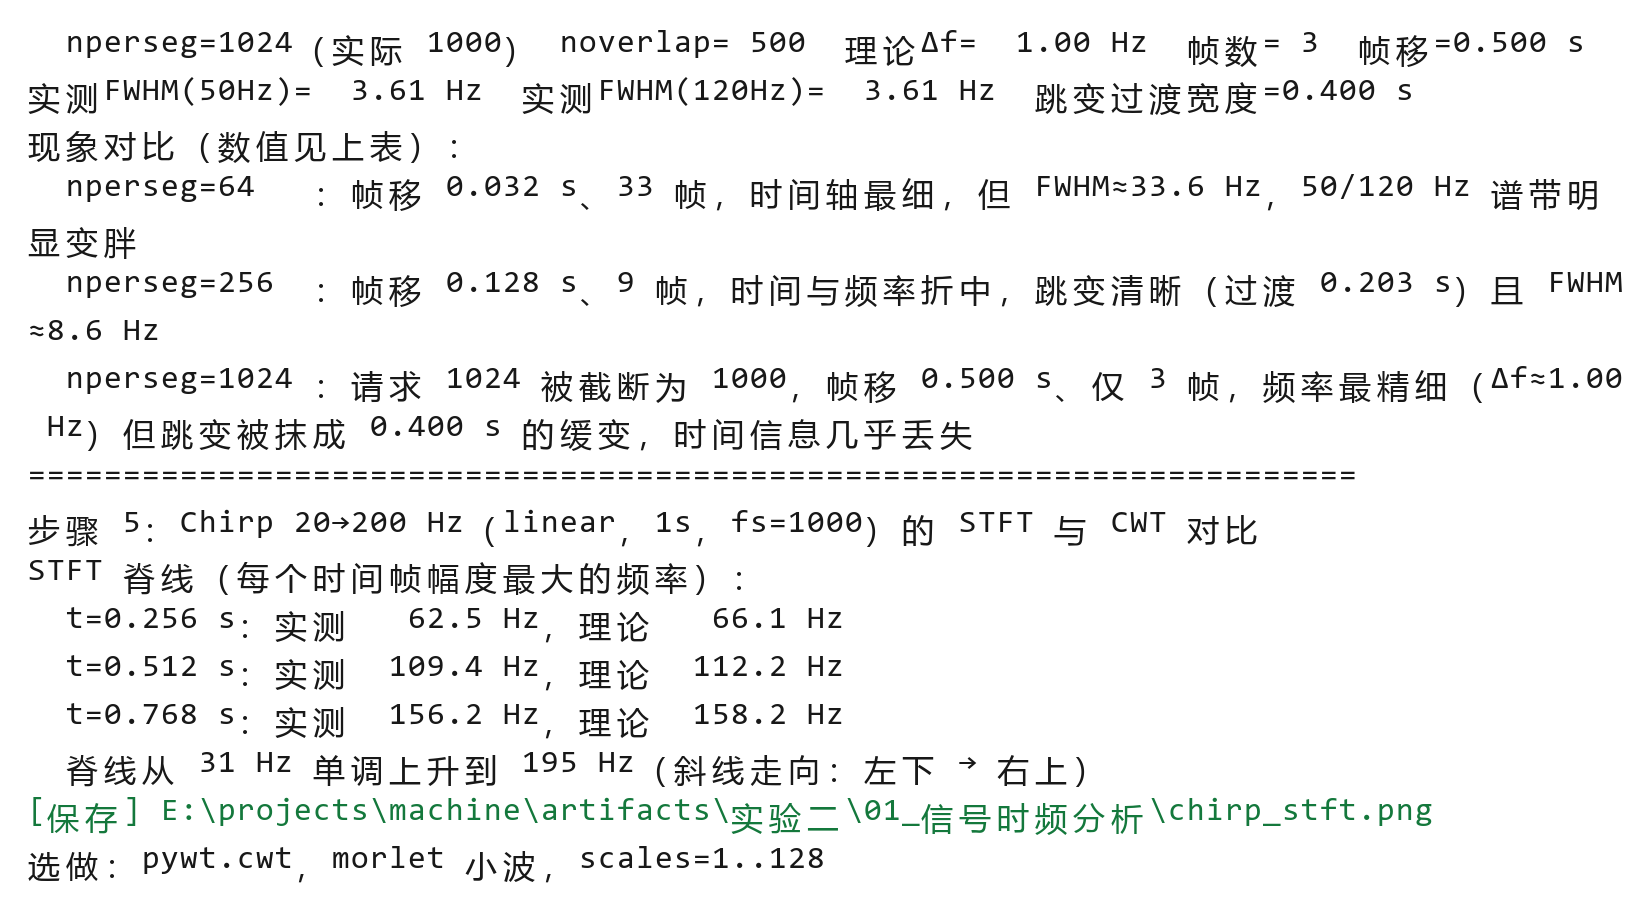 nperseg=1024（实际 1000） noverlap= 500  理论Δf=  1.00 Hz  帧数= 3  帧移=0.500 s
实测FWHM(50Hz)=  3.61 Hz  实测FWHM(120Hz)=  3.61 Hz  跳变过渡宽度=0.400 s
现象对比（数值见上表）：
  nperseg=64   ：帧移 0.032 s、33 帧，时间轴最细，但 FWHM≈33.6 Hz，50/120 Hz 谱带明
显变胖
  nperseg=256  ：帧移 0.128 s、9 帧，时间与频率折中，跳变清晰（过渡 0.203 s）且 FWHM
≈8.6 Hz
  nperseg=1024 ：请求 1024 被截断为 1000，帧移 0.500 s、仅 3 帧，频率最精细（Δf≈1.00
 Hz）但跳变被抹成 0.400 s 的缓变，时间信息几乎丢失
======================================================================
步骤 5：Chirp 20→200 Hz（linear，1s，fs=1000）的 STFT 与 CWT 对比
STFT 脊线（每个时间帧幅度最大的频率）：
  t=0.256 s：实测   62.5 Hz，理论   66.1 Hz
  t=0.512 s：实测  109.4 Hz，理论  112.2 Hz
  t=0.768 s：实测  156.2 Hz，理论  158.2 Hz
  脊线从 31 Hz 单调上升到 195 Hz（斜线走向：左下 → 右上）
[保存] E:\projects\machine\artifacts\实验二\01_信号时频分析\chirp_stft.png
选做：pywt.cwt，morlet 小波，scales=1..128